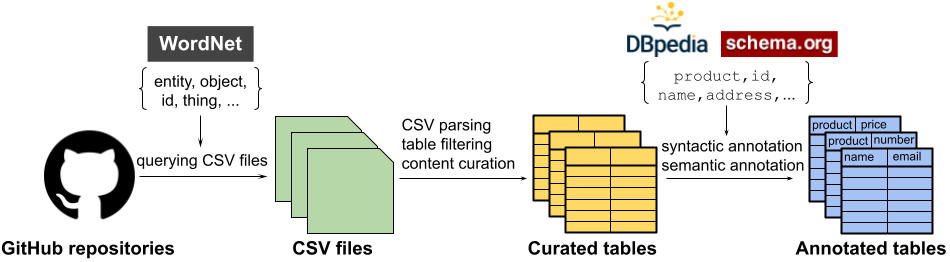 WordNet
entity, object,
id, thing, ...
querying CSV files
GitHub repositories
CSV files
CSV parsing
table filtering
content curation
Curated tables
DBpedia
schema.org
product,id,
name,address,...
syntactic annotation
semantic annotation
product price
product number
name email
Annotated tables